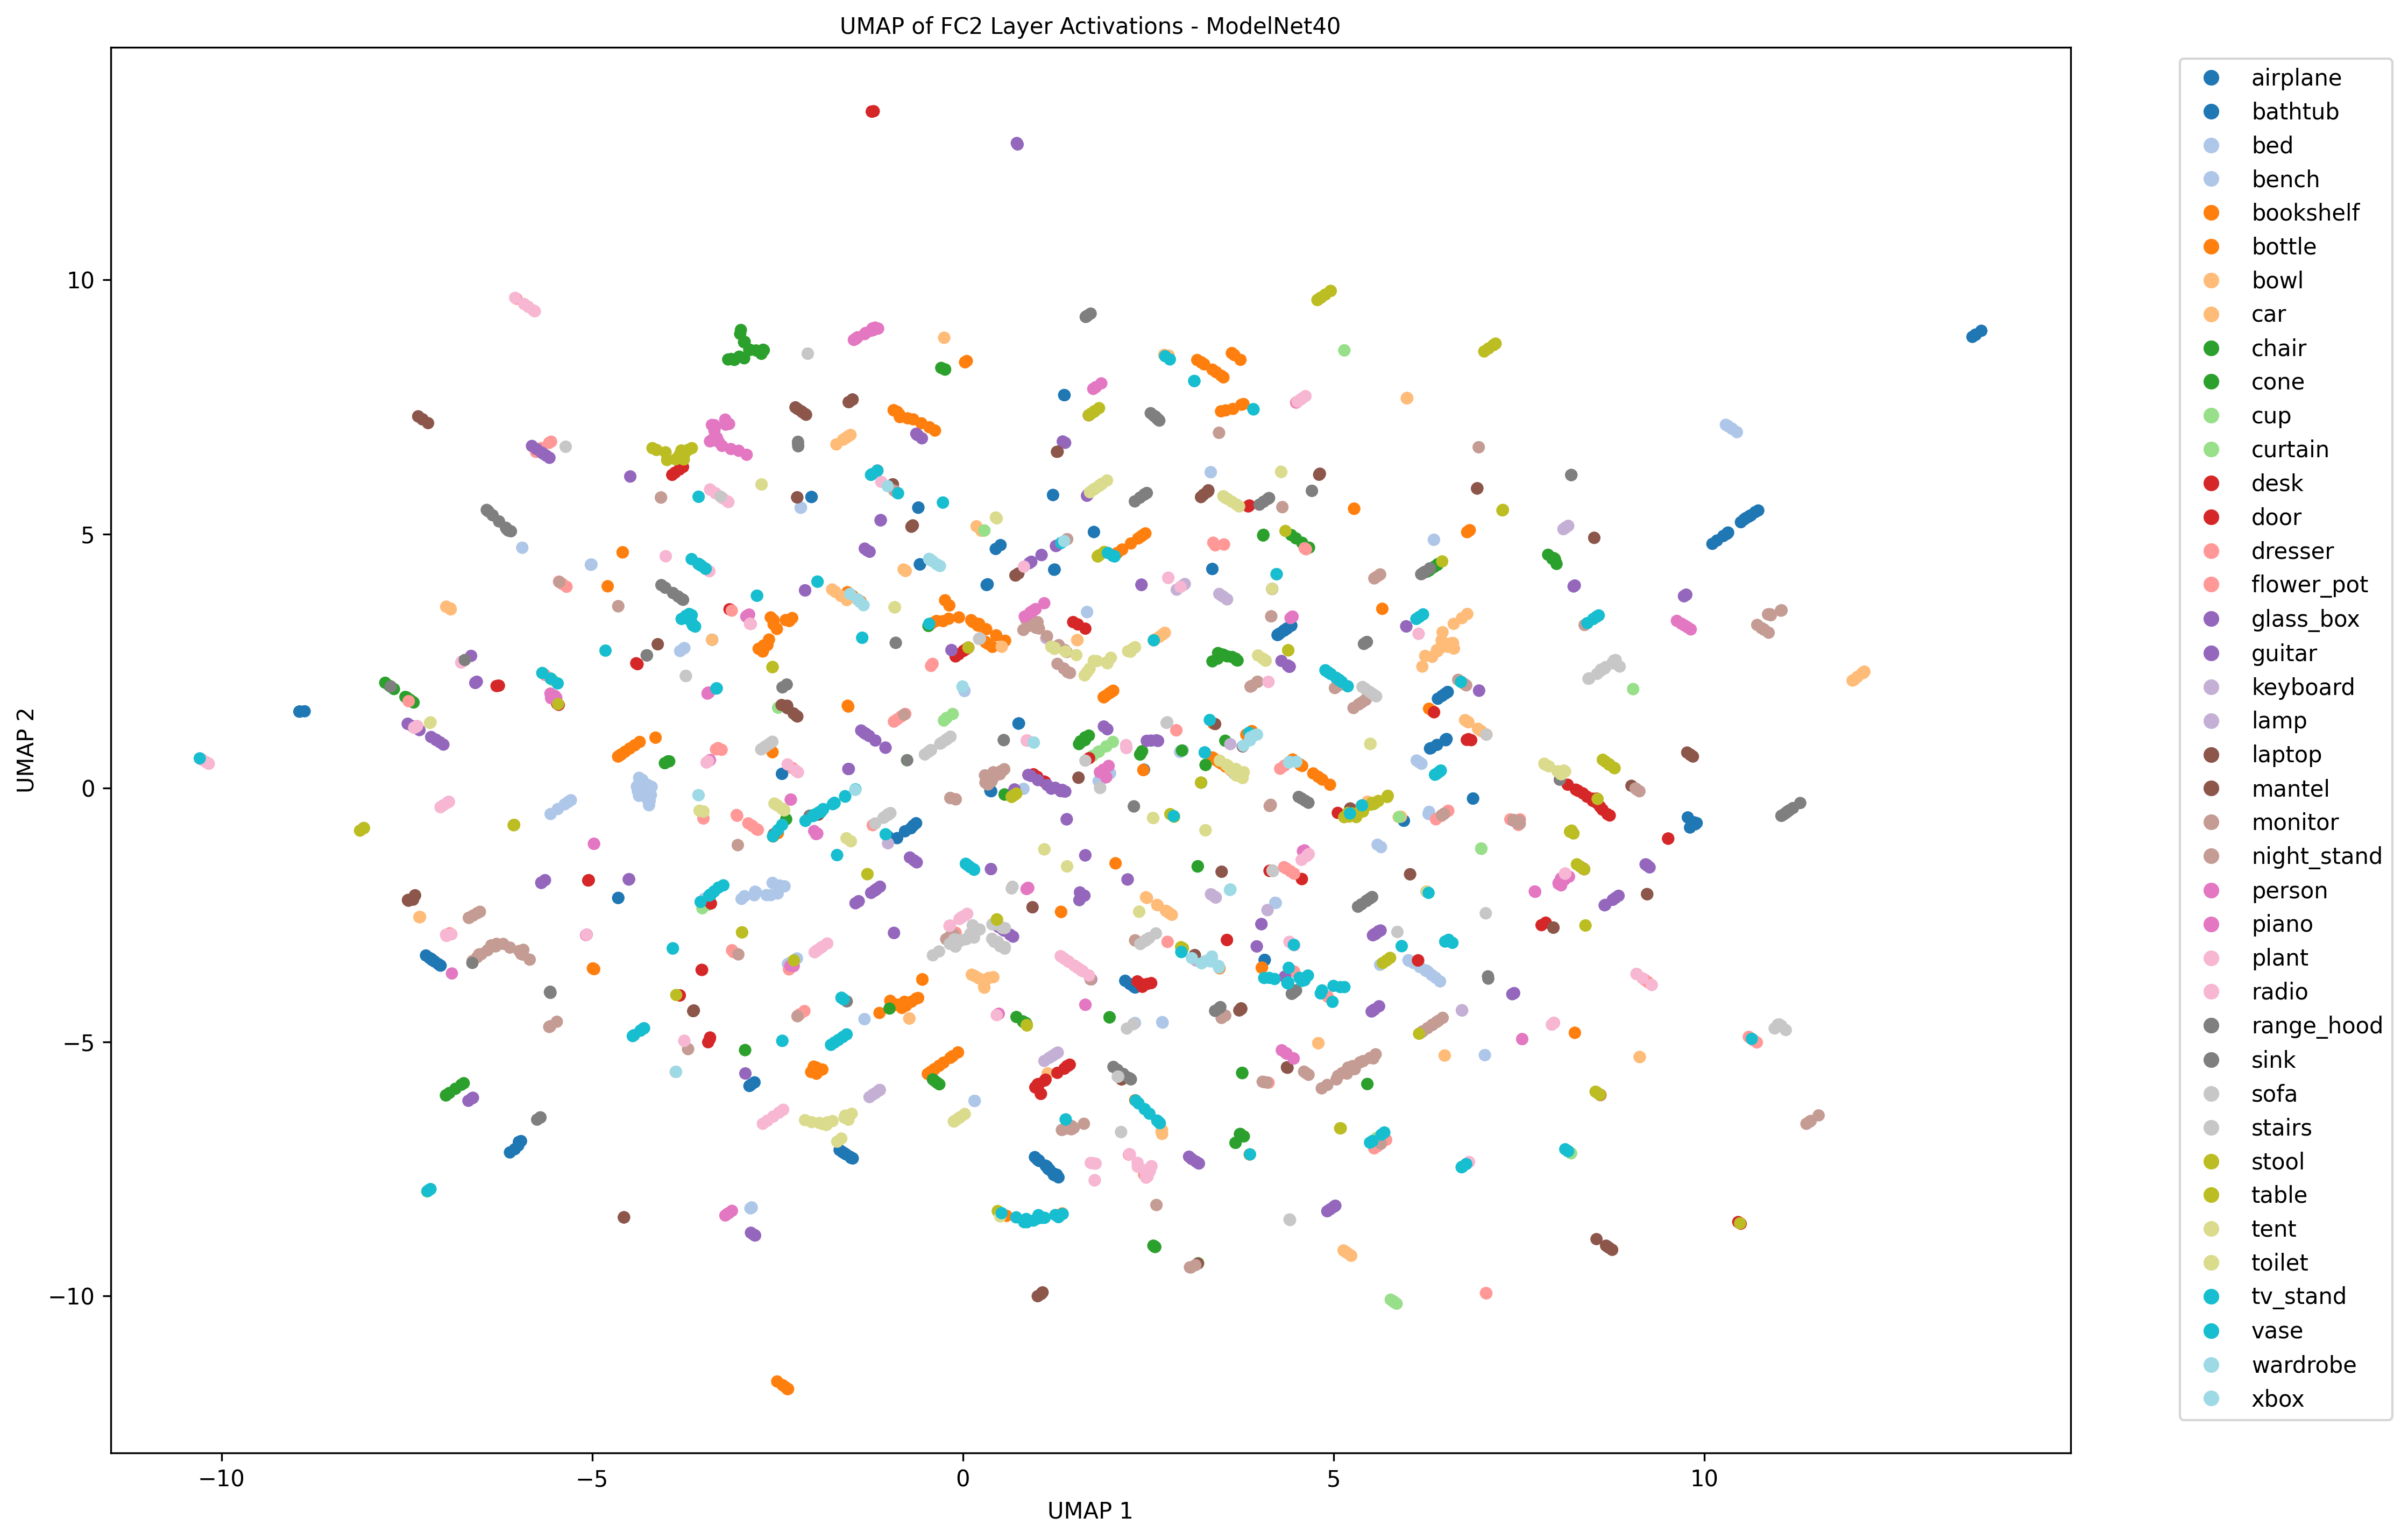 UMAP of FC2 Layer Activations - ModelNet40
10
5
0
−5
−10
UMAP 2
−10
−5
0
5
10
UMAP 1
airplane
bathtub
bed
bench
bookshelf
bottle
bowl
car
chair
cone
cup
curtain
desk
door
dresser
flower_pot
glass_box
guitar
keyboard
lamp
laptop
mantel
monitor
night_stand
person
piano
plant
radio
range_hood
sink
sofa
stairs
stool
table
tent
toilet
tv_stand
vase
wardrobe
xbox